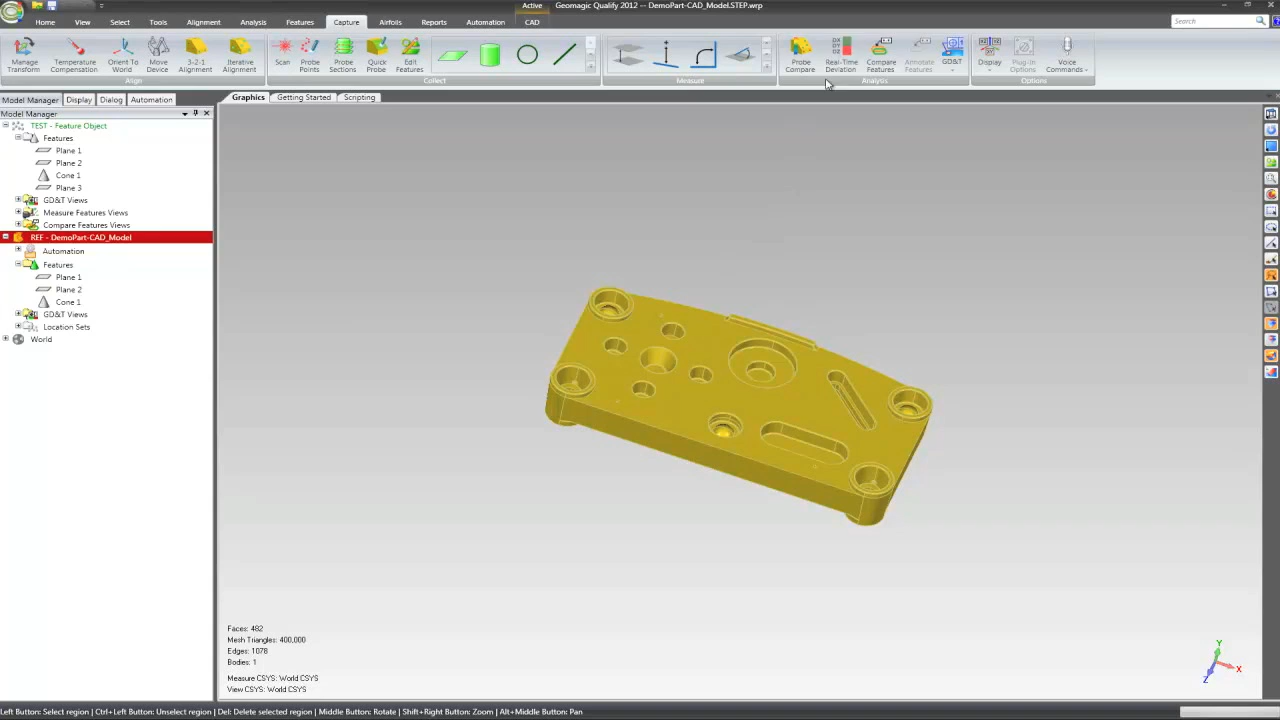 Active
Geomagic Qualify 2012 -- DemoPart-CAD_Model.STEP.wrp
Home View Select Tools Alignment Analysis Features Capture Airfoils Reports Automation CAD
Search
Manage Transform
Temperature Compensation
Orient To World
Move Device
3-2-1 Alignment
Iterative Alignment
Scan
Probe Points
Probe Sections
Quick Probe
Edit Features
Probe Compare
Real-Time Deviation
Compare Features
Annotate Features
GD&T
Display
Plug-In Options
Voice Commands
Align Collect Measure Analysis Options
Model Manager Display Dialog Automation
Graphics Getting Started Scripting
Model Manager
TEST - Feature Object
Features
Plane 1
Plane 2
Cone 1
Plane 3
GD&T Views
Measure Features Views
Compare Features Views
REF - DemoPart-CAD_Model
Automation
Features
Plane 1
Plane 2
Cone 1
GD&T Views
Location Sets
World
Faces: 482
Mesh Triangles: 400,000
Edges: 1078
Bodies: 1
Measure CSYS: World CSYS
View CSYS: World CSYS
Y
X
Z
Left Button: Select region | Ctrl+Left Button: Unselect region | Del: Delete selected region | Middle Button: Rotate | Shift+Right Button: Zoom | Alt+Middle Button: Pan